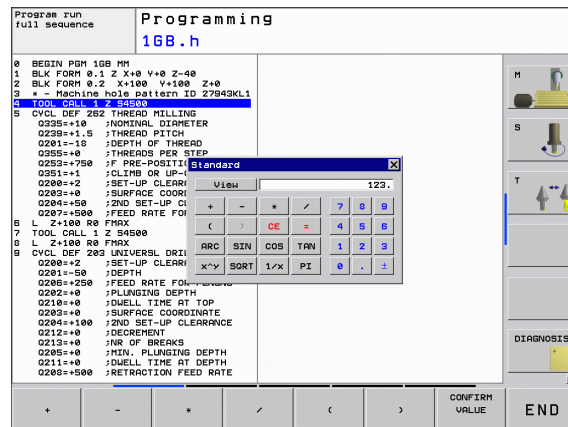 Program run
full sequence
Programming
1GB.h
0 BEGIN PGM 1GB MM
1 BLK FORM 0.1 Z X+0 Y+0 Z-40
2 BLK FORM 0.2 X+100 Y+100 Z+0
3 * - Machine hole pattern ID 27943KL1
4 TOOL CALL 1 Z S4500
5 CYCL DEF 262 THREAD MILLING
Q335=+10 ;NOMINAL DIAMETER
Q239=+1.5 ;THREAD PITCH
Q201=-18 ;DEPTH OF THREAD
Q355=+0 ;THREADS PER STEP
Q253=+750 ;F PRE-POSITI
Q351=+1 ;CLIMB OR UP-
Q200=+2 ;SET-UP CLEAR
Q203=+0 ;SURFACE COOR
Q204=+50 ;2ND SET-UP
Q207=+500 ;FEED RATE FO
6 L Z+100 R0 FMAX
7 TOOL CALL 1 Z S4500
8 L Z+100 R0 FMAX
9 CYCL DEF 203 UNIVERSL DRIL
Q200=+2 ;SET-UP CLEAR
Q201=-50 ;DEPTH
Q206=+250 ;FEED RATE FOR PLNGNG
Q202=+0 ;PLUNGING DEPTH
Q210=+0 ;DWELL TIME AT TOP
Q203=+0 ;SURFACE COORDINATE
Q204=+100 ;2ND SET-UP CLEARANCE
Q212=+0 ;DECREMENT
Q213=+0 ;NR OF BREAKS
Q205=+0 ;MIN. PLUNGING DEPTH
Q211=+0 ;DWELL TIME AT DEPTH
Q208=+500 ;RETRACTION FEED RATE
Standard X
View 123.
+ - * / 7 8 9
( ) CE = 4 5 6
ARC SIN COS TAN 1 2 3
x^y SQRT 1/x PI 0 . ±
M
S
T
DIAGNOSIS
+ - * / ( ) CONFIRM VALUE END